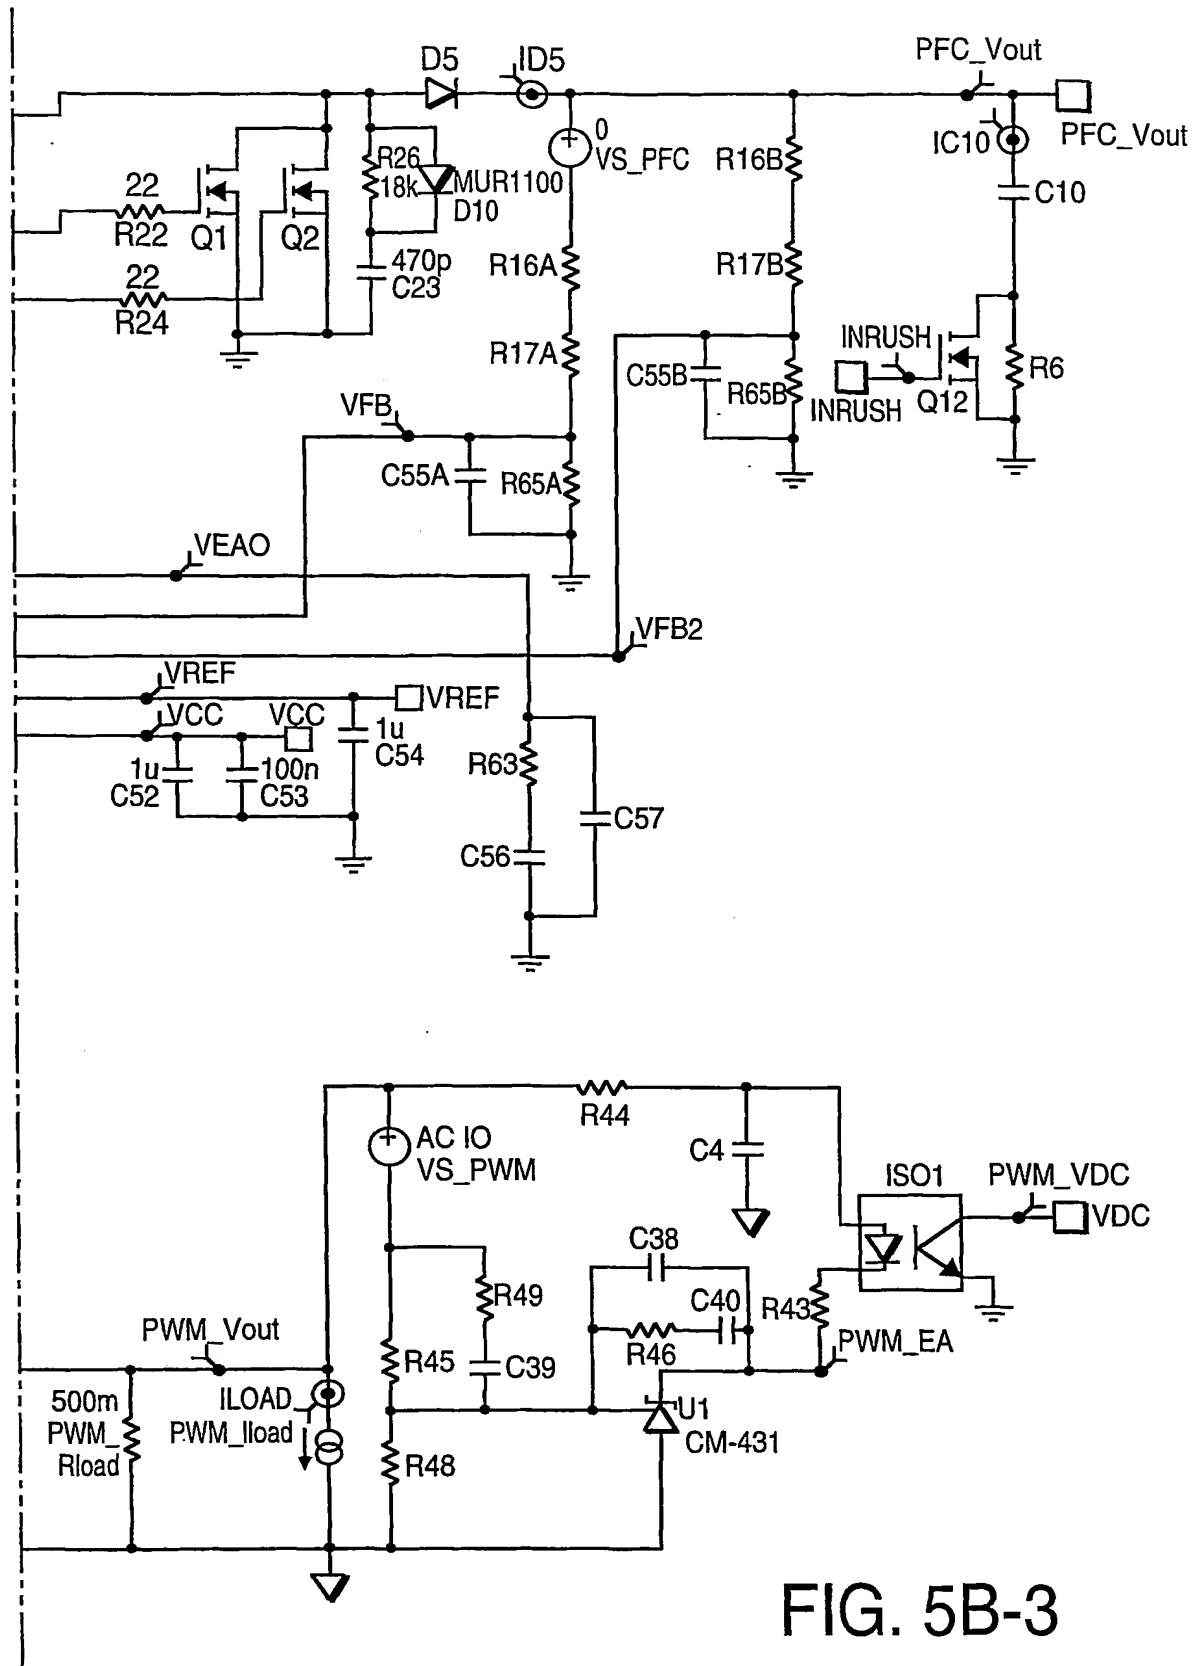 D5
ID5
PFC_Vout
PFC_Vout
0
VS_PFC
R26
18k
MUR1100
D10
R16B
IC10
C10
22
R22
Q1
Q2
22
R24
470p
C23
R16A
R17B
R17A
C55B
R65B
INRUSH
INRUSH
Q12
R6
VFB
C55A
R65A
VEAO
VFB2
VREF
VREF
VCC
VCC
1u
C54
1u
C52
100n
C53
R63
C57
C56
R44
AC IO
VS_PWM
C4
ISO1
PWM_VDC
VDC
C38
R49
C40
R43
PWM_Vout
R46
PWM_EA
R45
C39
500m
PWM_
Rload
ILOAD
PWM_Iload
U1
CM-431
R48
FIG. 5B-3